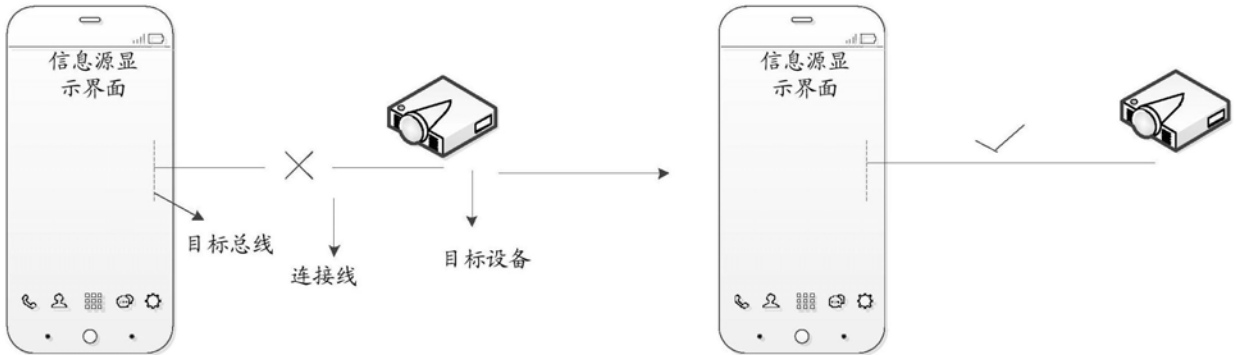 信息源显
示界面
目标总线
连接线
目标设备
信息源显
示界面